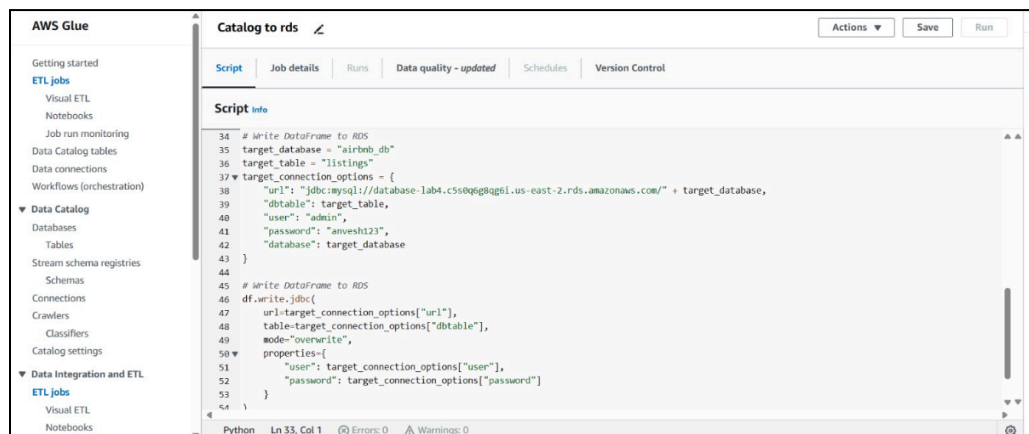 AWS Glue
Getting started
ETL jobs
Visual ETL
Notebooks
Job run monitoring
Data Catalog tables
Data connections
Workflows (orchestration)
Data Catalog
Databases
Tables
Stream schema registries
Schemas
Connections
Crawlers
Classifiers
Catalog settings
Data Integration and ETL
ETL jobs
Visual ETL
Notebooks
Catalog to rds
Actions
Save
Run
Script Job details Runs Data quality - updated Schedules Version Control
Script Info
34 # Write DataFrame to RDS
35 target_database = "airbnb_db"
36 target_table = "listings"
37 target_connection_options = {
38 "url": "jdbc:mysql://database-lab4.c5s0q6g8qg6i.us-east-2.rds.amazonaws.com/" + target_database,
39 "dbtable": target_table,
40 "user": "admin",
41 "password": "anvesh123",
42 "database": target_database
43 }
44
45 # Write DataFrame to RDS
46 df.write.jdbc(
47 url=target_connection_options["url"],
48 table=target_connection_options["dbtable"],
49 mode="overwrite",
50 properties={
51 "user": target_connection_options["user"],
52 "password": target_connection_options["password"]
53 }
54 )
Python Ln 33, Col 1 Errors: 0 Warnings: 0